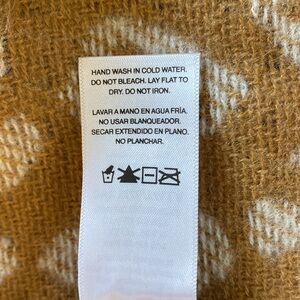 HAND WASH IN COLD WATER.
DO NOT BLEACH. LAY FLAT TO
DRY. DO NOT IRON.
LAVAR A MANO EN AGUA FRÍA.
NO USAR BLANQUEADOR.
SECAR EXTENDIDO EN PLANO.
NO PLANCHAR.